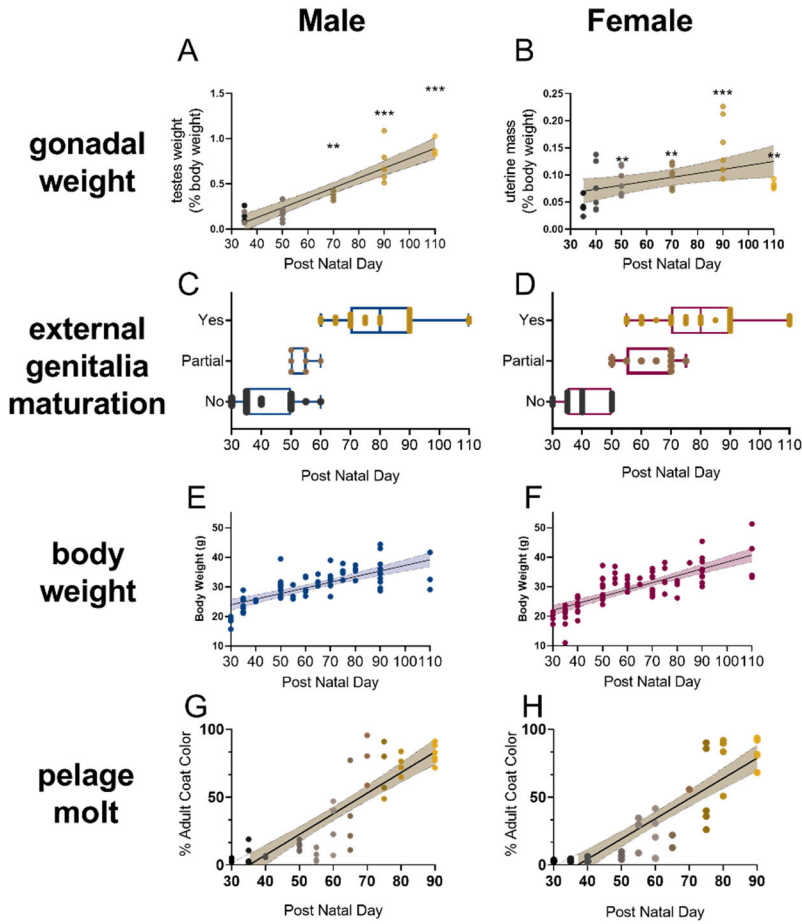 Male Female
A B
gonadal
weight
testes weight
(% body weight)
1.5
1.0
0.5
0.0
** *** ***
30 40 50 60 70 80 90 100 110
Post Natal Day
uterine mass
(% body weight)
0.25
0.20
0.15
0.10
0.05
0.00
** ** *** **
30 40 50 60 70 80 90 100 110
Post Natal Day
C D
external
genitalia
maturation
Yes
Partial
No
30 40 50 60 70 80 90 100 110
Post Natal Day
Yes
Partial
No
30 40 50 60 70 80 90 100 110
Post Natal Day
E F
body
weight
Body Weight (g)
50
40
30
20
10
30 40 50 60 70 80 90 100 110
Post Natal Day
Body Weight (g)
50
40
30
20
10
30 40 50 60 70 80 90 100110
Post Natal Day
G H
pelage
molt
% Adult Coat Color
100
50
0
30 40 50 60 70 80 90
Post Natal Day
% Adult Coat Color
100
50
0
30 40 50 60 70 80 90
Post Natal Day